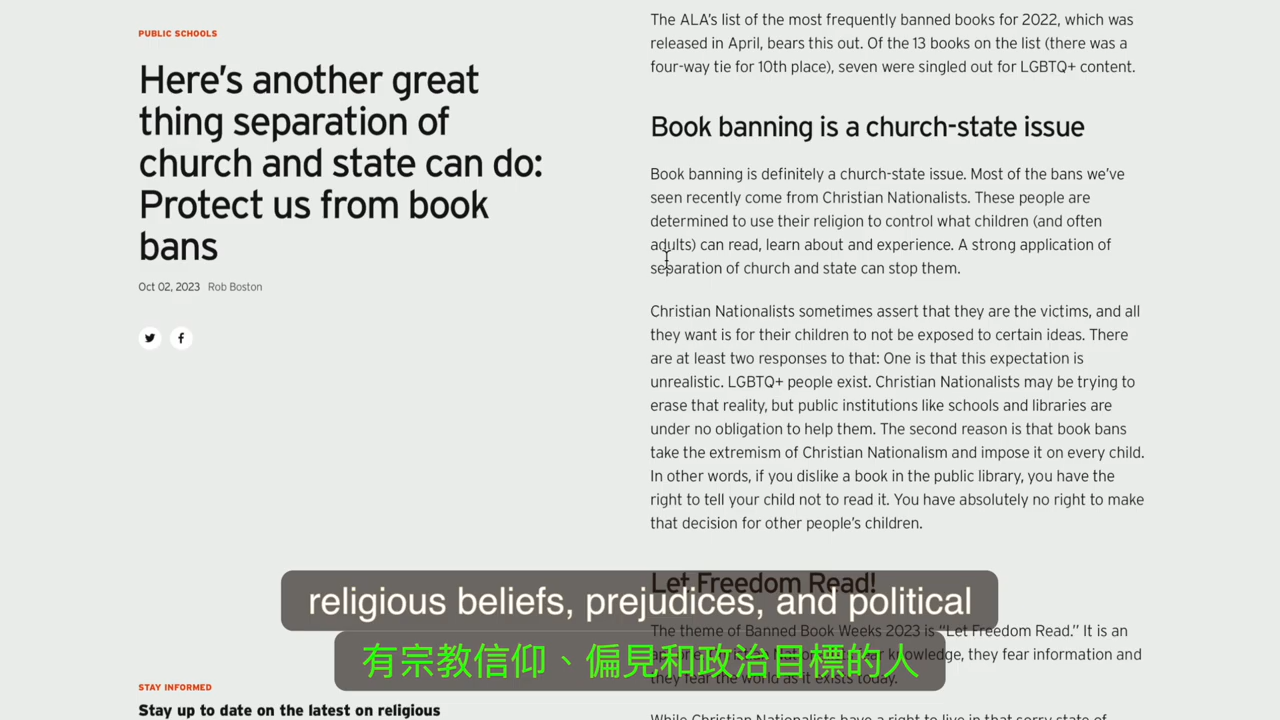 PUBLIC SCHOOLS
Here's another great
thing separation of
church and state can do:
Protect us from book
bans
Oct 02, 2023 Rob Boston
STAY INFORMED
Stay up to date on the latest on religious
The ALA's list of the most frequently banned books for 2022, which was
released in April, bears this out. Of the 13 books on the list (there was a
four-way tie for 10th place), seven were singled out for LGBTQ+ content.
Book banning is a church-state issue
Book banning is definitely a church-state issue. Most of the bans we've
seen recently come from Christian Nationalists. These people are
determined to use their religion to control what children (and often
adults) can read, learn about and experience. A strong application of
separation of church and state can stop them.
Christian Nationalists sometimes assert that they are the victims, and all
they want is for their children to not be exposed to certain ideas. There
are at least two responses to that: One is that this expectation is
unrealistic. LGBTQ+ people exist. Christian Nationalists may be trying to
erase that reality, but public institutions like schools and libraries are
under no obligation to help them. The second reason is that book bans
take the extremism of Christian Nationalism and impose it on every child.
In other words, if you dislike a book in the public library, you have the
right to tell your child not to read it. You have absolutely no right to make
that decision for other people's children.
Let Freedom Read!
The theme of Banned Book Weeks 2023 is "Let Freedom Read." It is an
knowledge, they fear information and
they fear the world as it exists today.
While Christian Nationalists have a right to live in that sorry state of
religious beliefs, prejudices, and political
有宗教信仰、偏見和政治目標的人